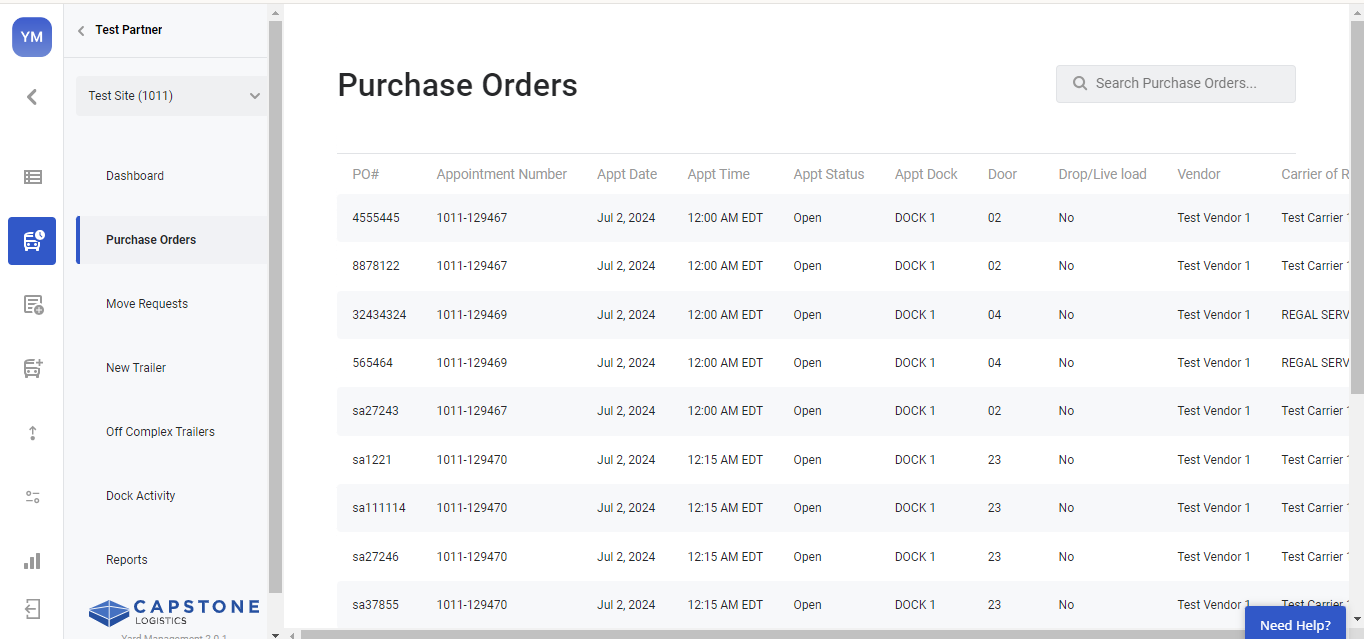 YM
Test Partner
Test Site (1011)
Dashboard
Purchase Orders
Move Requests
New Trailer
Off Complex Trailers
Dock Activity
Reports
CAPSTONE
LOGISTICS
Yard Management 2.0.1
Purchase Orders
Search Purchase Orders...
PO# Appointment Number Appt Date Appt Time Appt Status Appt Dock Door Drop/Live load Vendor Carrier of R
4555445 1011-129467 Jul 2, 2024 12:00 AM EDT Open DOCK 1 02 No Test Vendor 1 Test Carrier 1
8878122 1011-129467 Jul 2, 2024 12:00 AM EDT Open DOCK 1 02 No Test Vendor 1 Test Carrier 1
32434324 1011-129469 Jul 2, 2024 12:00 AM EDT Open DOCK 1 04 No Test Vendor 1 REGAL SERV
565464 1011-129469 Jul 2, 2024 12:00 AM EDT Open DOCK 1 04 No Test Vendor 1 REGAL SERV
sa27243 1011-129467 Jul 2, 2024 12:00 AM EDT Open DOCK 1 02 No Test Vendor 1 Test Carrier 1
sa1221 1011-129470 Jul 2, 2024 12:15 AM EDT Open DOCK 1 23 No Test Vendor 1 Test Carrier 1
sa111114 1011-129470 Jul 2, 2024 12:15 AM EDT Open DOCK 1 23 No Test Vendor 1 Test Carrier 1
sa27246 1011-129470 Jul 2, 2024 12:15 AM EDT Open DOCK 1 23 No Test Vendor 1 Test Carrier 1
sa37855 1011-129470 Jul 2, 2024 12:15 AM EDT Open DOCK 1 23 No Test Vendor 1 Test Carrier
Need Help?